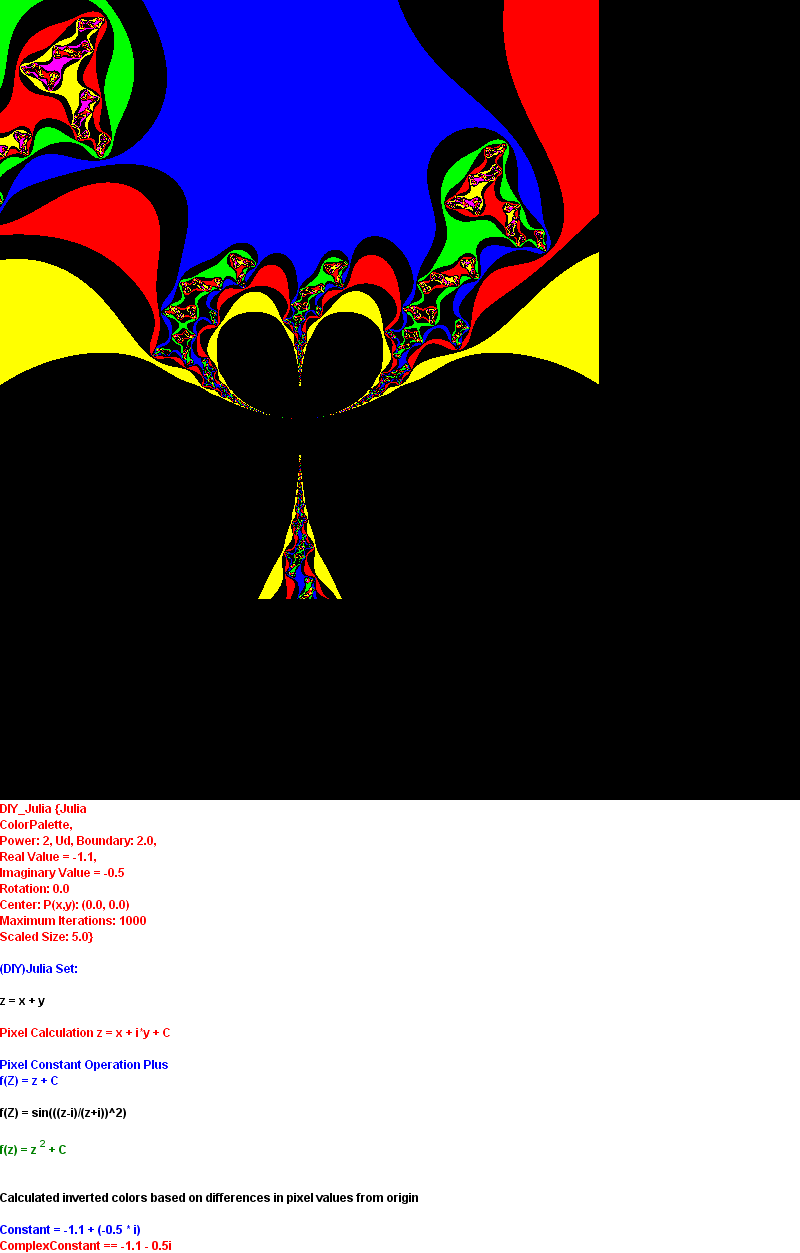 DIY_Julia {Julia
ColorPalette,
Power: 2, Ud, Boundary: 2.0,
Real Value = -1.1,
Imaginary Value = -0.5
Rotation: 0.0
Center: P(x,y): (0.0, 0.0)
Maximum Iterations: 1000
Scaled Size: 5.0}
(DIY)Julia Set:
z = x + y
Pixel Calculation z = x + i*y + C
Pixel Constant Operation Plus
f(Z) = z + C
f(Z) = sin(((z-i)/(z+i))^2)
f(z) = z 2 + C
Calculated inverted colors based on differences in pixel values from origin
Constant = -1.1 + (-0.5 * i)
ComplexConstant == -1.1 - 0.5i